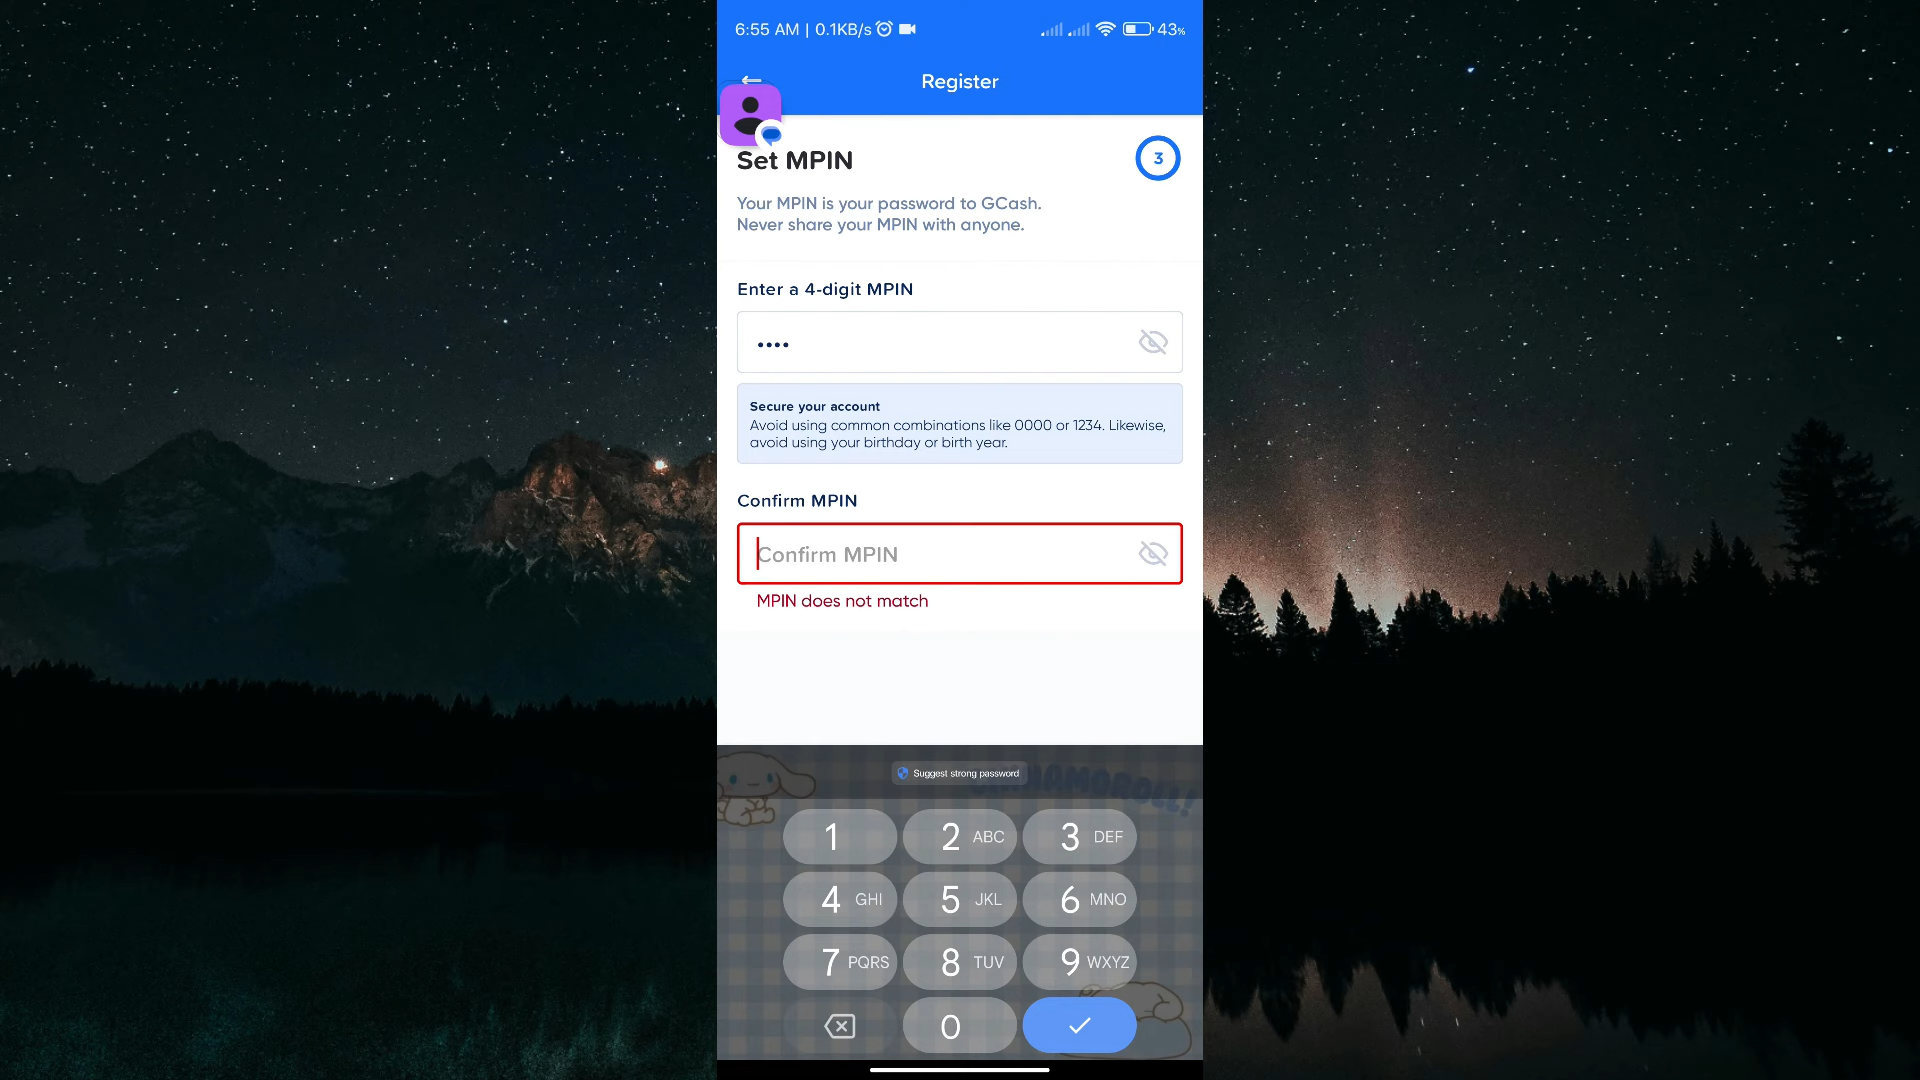 6:55 AM | 0.1KB/s
43%
Register
Set MPIN
3
Your MPIN is your password to GCash.
Never share your MPIN with anyone.
Enter a 4-digit MPIN
••••
Secure your account
Avoid using common combinations like 0000 or 1234. Likewise,
avoid using your birthday or birth year.
Confirm MPIN
Confirm MPIN
MPIN does not match
Suggest strong password
1
2 ABC
3 DEF
4 GHI
5 JKL
6 MNO
7 PQRS
8 TUV
9 WXYZ
0